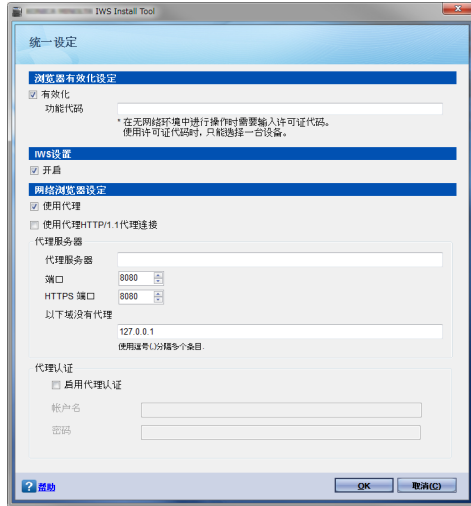 IWS Install Tool
统一设定
浏览器有效化设定
有效化
功能代码
* 在无网络环境中进行操作时需要输入许可证代码。
使用许可证代码时，只能选择一台设备。
IWS设置
开启
网络浏览器设定
使用代理
使用代理HTTP/1.1代理连接
代理服务器
代理服务器
端口
8080
HTTPS 端口
8080
以下域没有代理
127.0.0.1
使用逗号(,)分隔多个条目.
代理认证
启用代理认证
帐户名
密码
帮助
OK
取消(C)